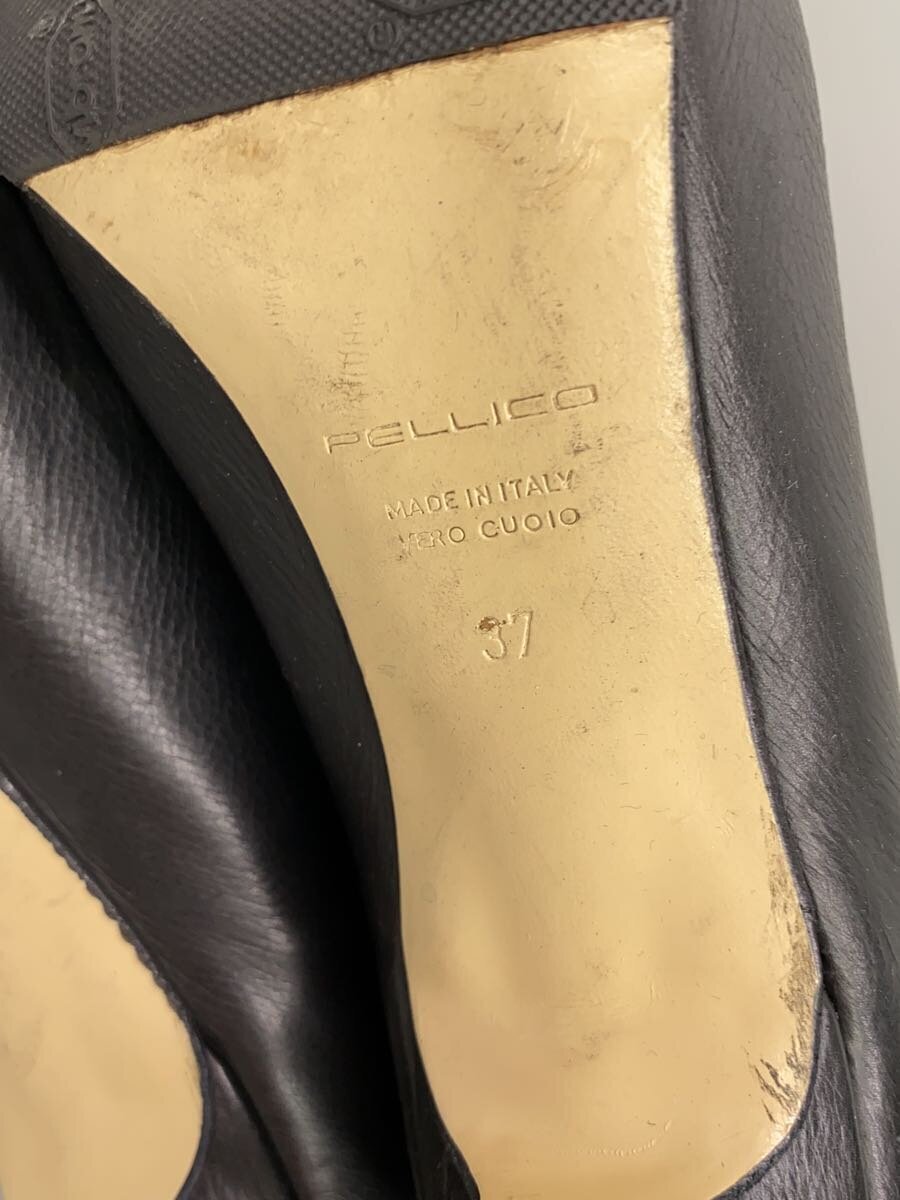 PELLICO
MADE IN ITALY
VERO CUOIO
37